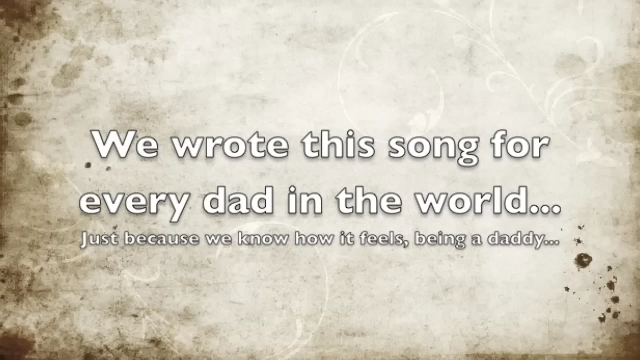 We wrote this song for
every dad in the world...
Just because we know how it feels, being a daddy...